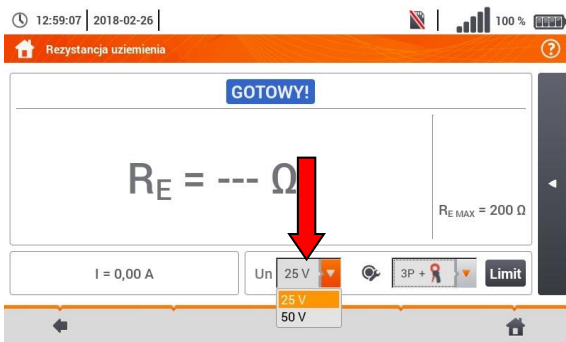 12:59:07 2018-02-26 100 %
Rezystancja uziemienia ?
GOTOWY!
RE = --- Ω
RE MAX = 200 Ω
I = 0,00 A Un 25 V 3P + Limit
25 V
50 V